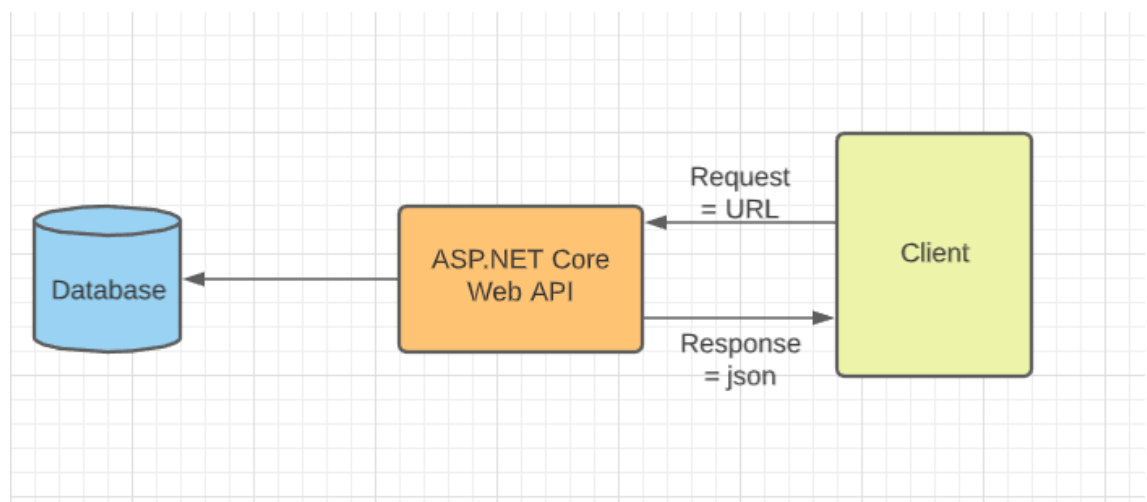 Request
= URL
ASP.NET Core
Web API
Client
Database
Response
= json